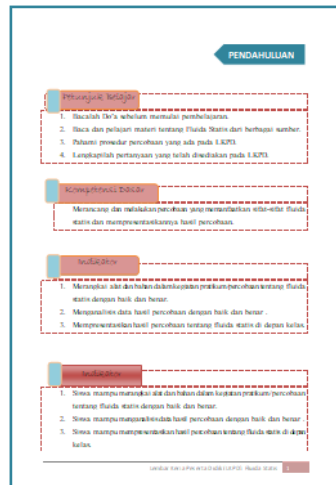 PENDAHULUAN
Petunjuk Belajar
1. Bacalah Do'a sebelum memulai pembelajaran.
2. Baca dan pelajari materi tentang Fluida Statis dari berbagai sumber.
3. Pahami prosedur percobaan yang ada pada LKPD.
4. Lengkapilah pertanyaan yang telah disediakan pada LKPD.
Kompetensi Dasar
Merancang dan melakukan percobaan yang memanfaatkan sifat-sifat fluida
statis dan mempresentasikannya hasil percobaan.
Indikator
1. Merangkai alat dan bahan dalam kegiatan praktikum percobaan tentang fluida
statis dengan baik dan benar.
2. Menganalisis data hasil percobaan dengan baik dan benar .
3. Mempresentasikan hasil percobaan tentang fluida statis di depan kelas.
Indikator
1. Siswa mampu merangkai alat dan bahan dalam kegiatan praktikum/percobaan
tentang fluida statis dengan baik dan benar.
2. Siswa mampu menganalisis data hasil percobaan dengan baik dan benar .
3. Siswa mampu mempresentasikan hasil percobaan tentang fluida statis di depan
kelas.
Lembar Kerja Peserta Didik Fluida Statis